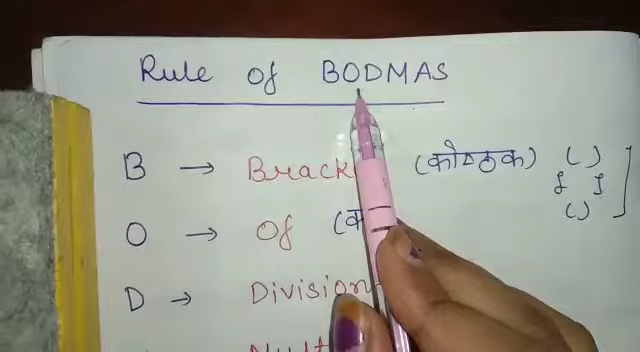 Rule of BODMAS
B → Brack (कोष्ठक) ( )
{ }
( ) ]
O → Of
D → Division